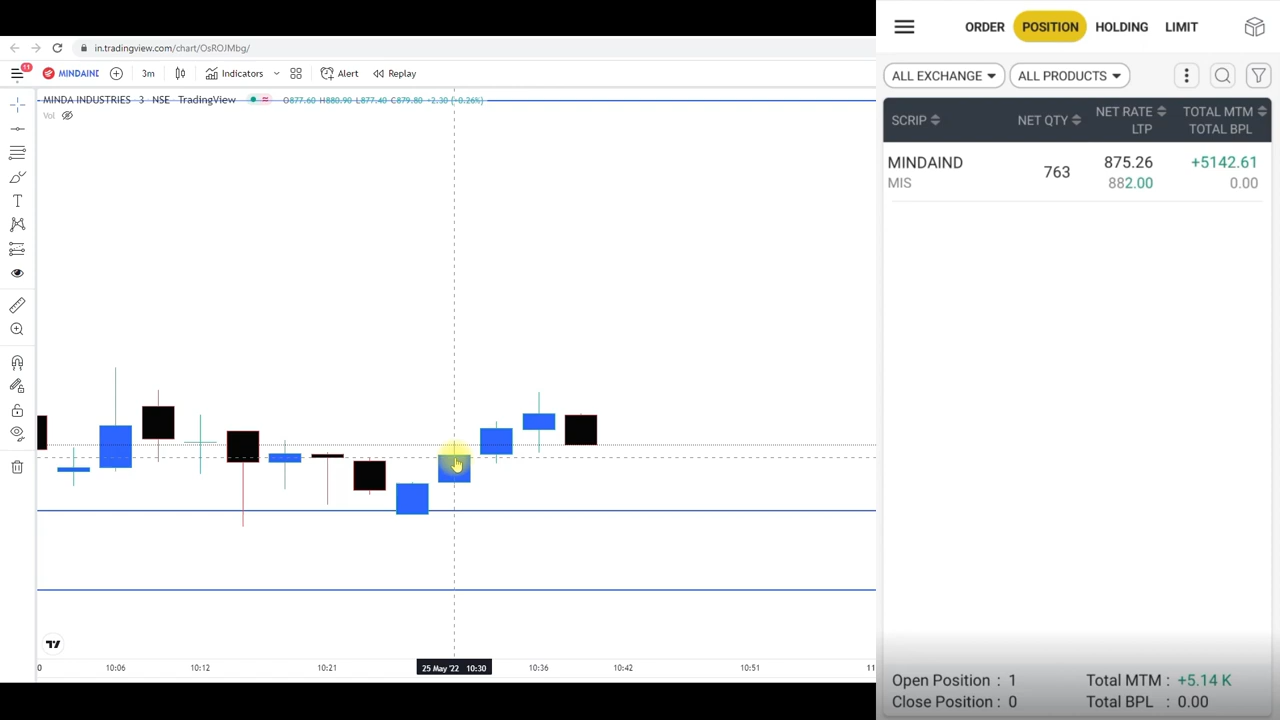 in.tradingview.com/chart/OsROJMbg/
11
MINDAINI
3m
Indicators
Alert
Replay
MINDA INDUSTRIES 3 NSE TradingView
O877.60 H880.90 L877.40 C879.80 -2.30 (-0.26%)
Vol
10:06
10:12
10:21
25 May '22 10:30
10:36
10:42
10:51
ORDER
POSITION
HOLDING
LIMIT
ALL EXCHANGE
ALL PRODUCTS
SCRIP
NET QTY
NET RATE
LTP
TOTAL MTM
TOTAL BPL
MINDAIND
MIS
763
875.26
882.00
+5142.61
0.00
Open Position : 1
Total MTM : +5.14 K
Close Position : 0
Total BPL : 0.00